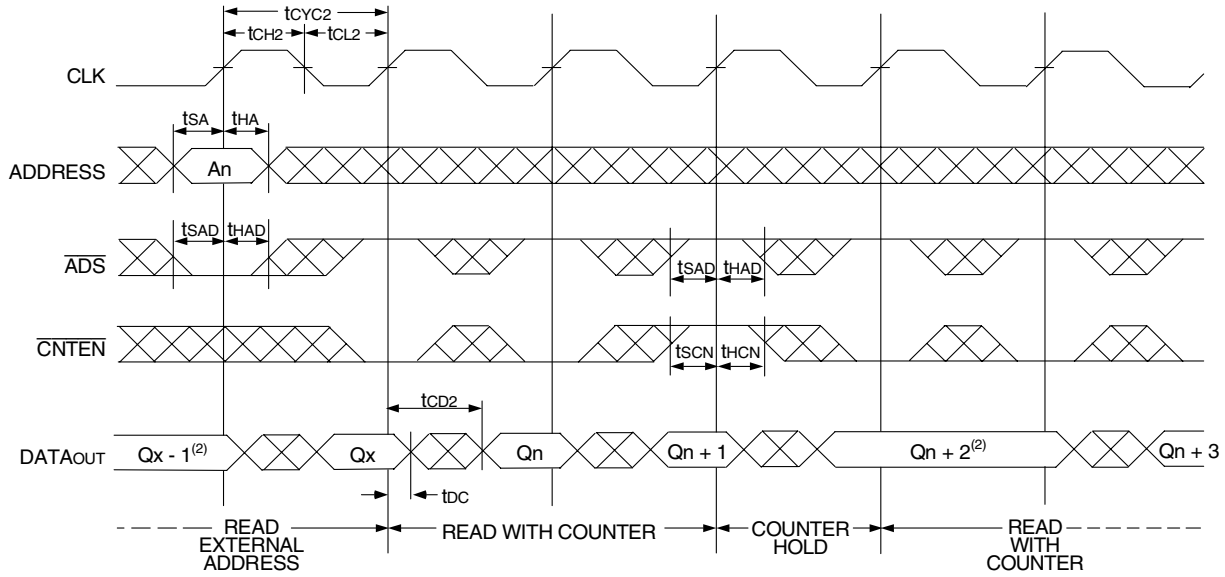 tCYC2
tCH2 tCL2
CLK
tSA tHA
ADDRESS An
tSAD tHAD
ADS tSAD tHAD
CNTEN tSCN tHCN
tCD2
DATAOUT Qx - 1(2) Qx Qn Qn + 1 Qn + 2(2) Qn + 3
tDC
READ EXTERNAL ADDRESS
READ WITH COUNTER
COUNTER HOLD
READ WITH COUNTER